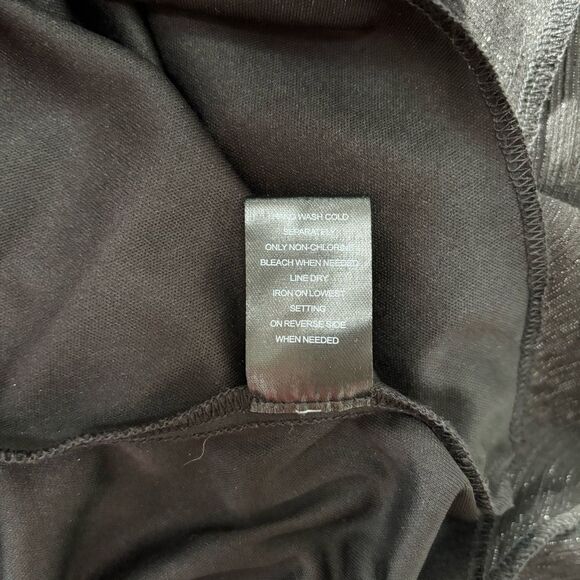 HAND WASH COLD
SEPARATELY
ONLY NON-CHLORINE
BLEACH WHEN NEEDED
LINE DRY
IRON ON LOWEST
SETTING
ON REVERSE SIDE
WHEN NEEDED